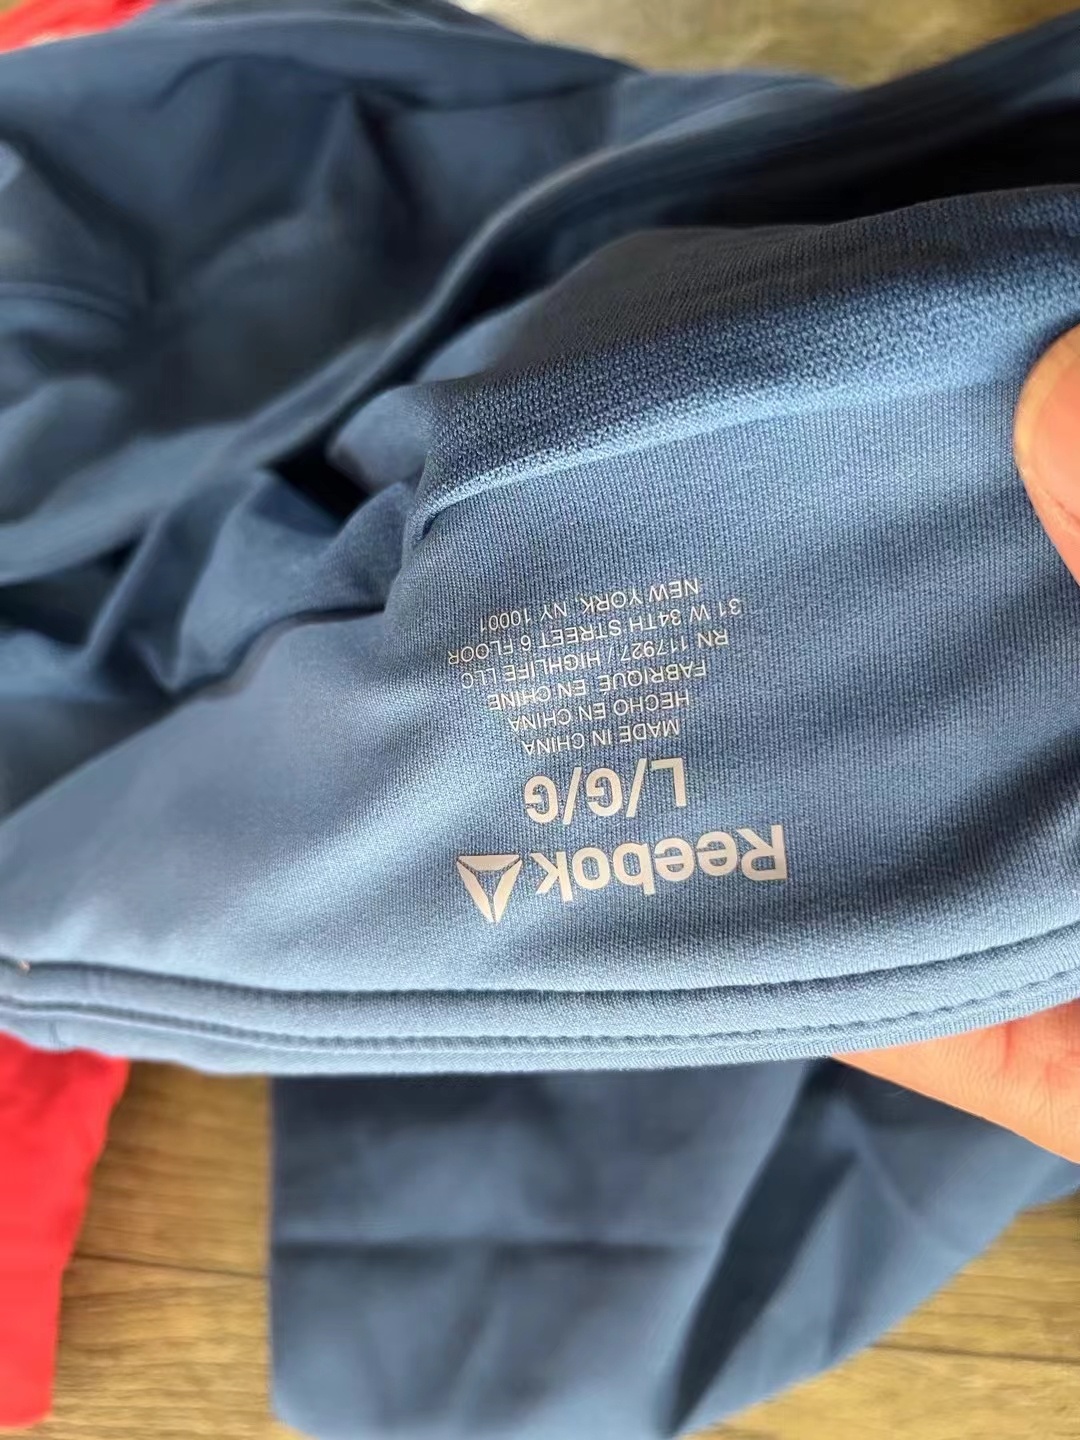 Reebok
L/G/G
MADE IN CHINA
HECHO EN CHINA
FABRIQUÉ EN CHINE
RN 117927 / HIGHLIFE LLC
31 W 34TH STREET 6 FLOOR
NEW YORK, NY 10001